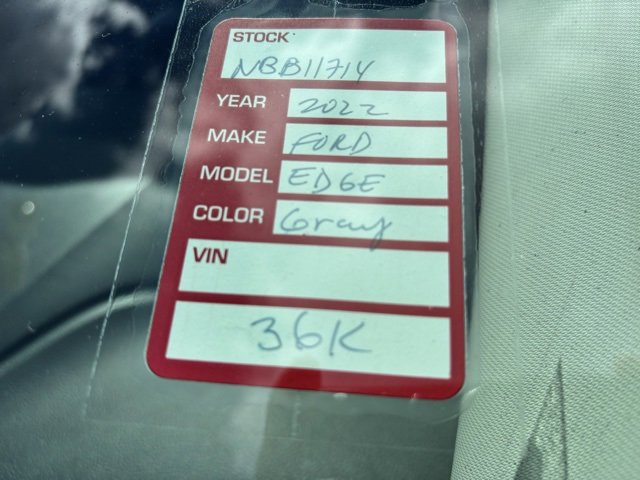 STOCK
NBB11714
YEAR 2022
MAKE FORD
MODEL EDGE
COLOR Gray
VIN
36K